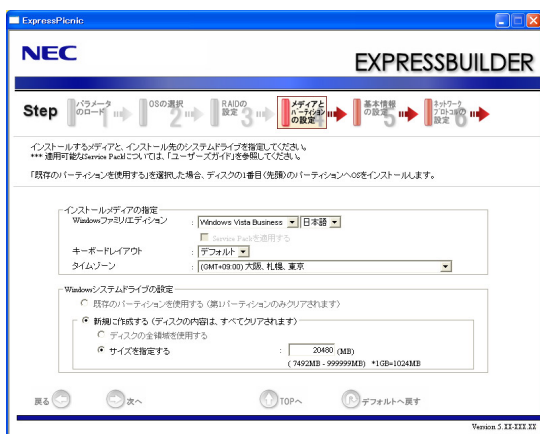 ExpressPicnic
NEC
EXPRESSBUILDER
Step パラメータのロード 1 OSの選択 2 RAIDの設定 3 メディアとパーティションの設定 4 基本情報の設定 5 ネットワークプロトコルの設定 6
インストールするメディアと、インストール先のシステムドライブを指定してください。
*** 適用可能なService Packについては、「ユーザーズガイド」を参照してください。
「既存のパーティションを使用する」を選択した場合、ディスクの1番目(先頭)のパーティションへOSをインストールします。
インストールメディアの指定
Windowsファミリ/エディション : Windows Vista Business 日本語
Service Packを適用する
キーボードレイアウト : デフォルト
タイムゾーン : (GMT+09:00) 大阪、札幌、東京
Windowsシステムドライブの設定
既存のパーティションを使用する (第1パーティションのみクリアされます)
新規に作成する (ディスクの内容は、すべてクリアされます)
ディスクの全領域を使用する
サイズを指定する : 20480 (MB)
( 7492MB - 999999MB) *1GB=1024MB
戻る 次へ TOPへ デフォルトへ戻す
Version 5.XX-XXX.XX